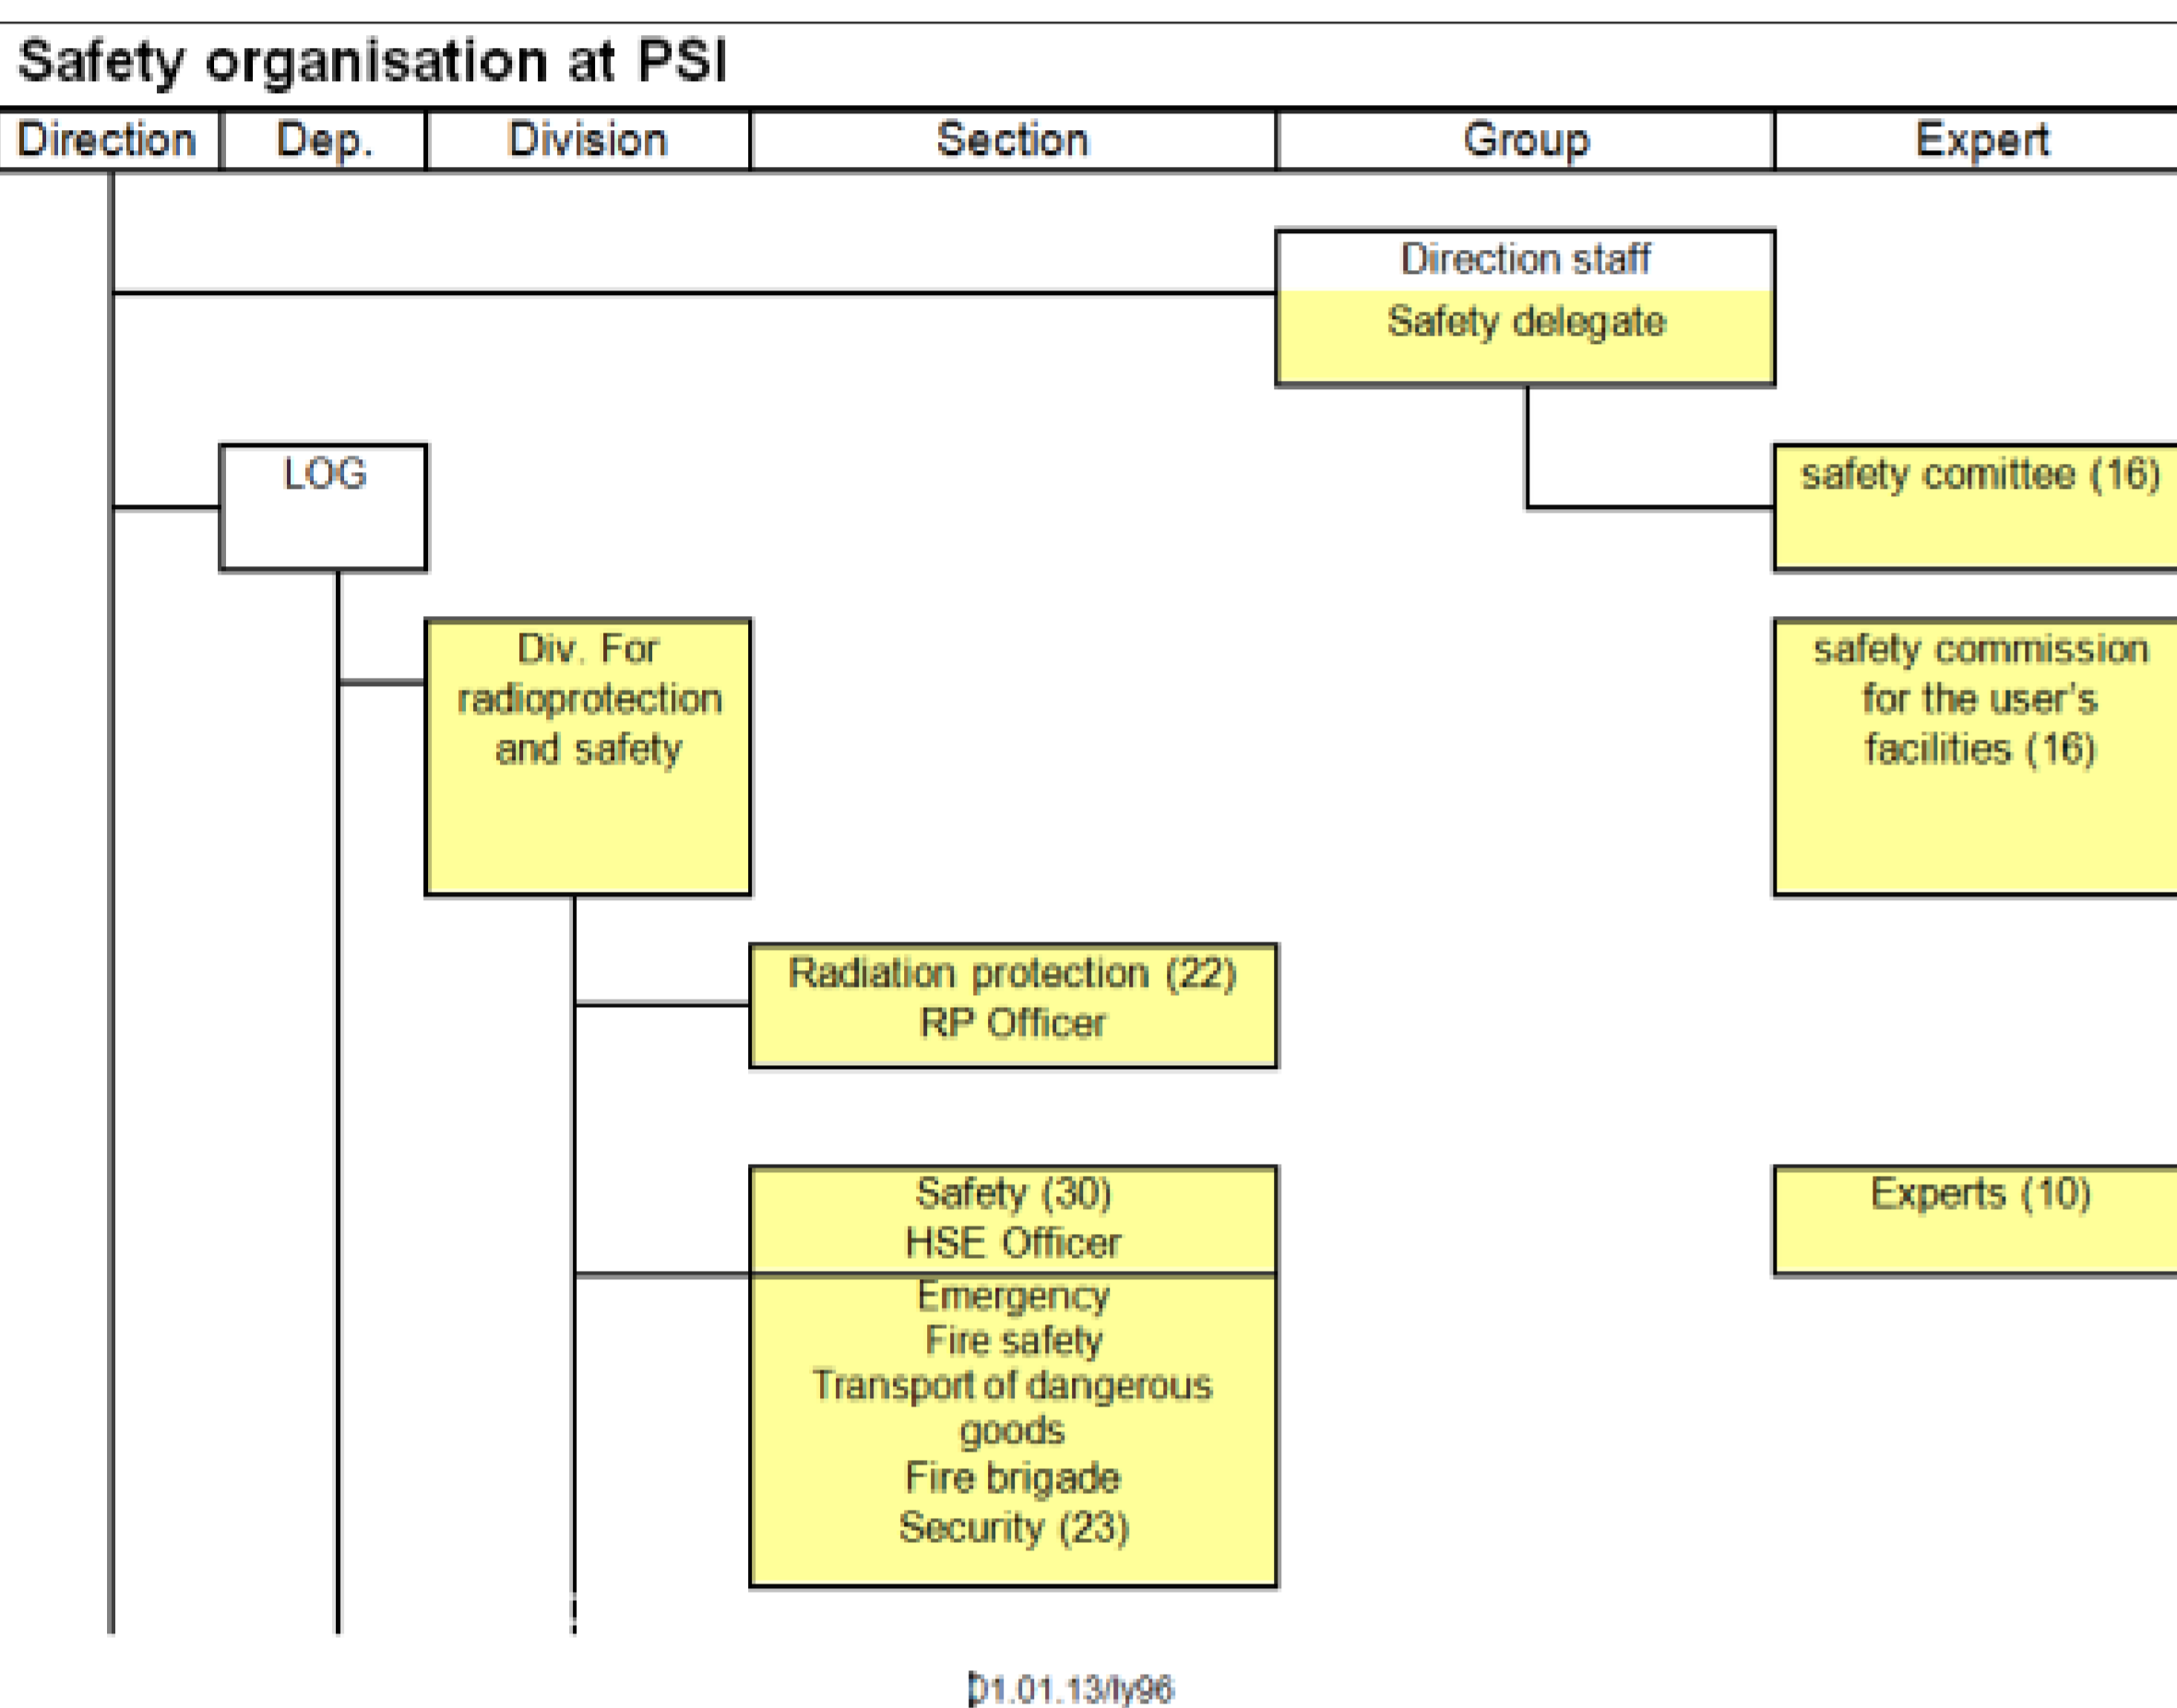 Safety organisation at PSI
Direction Dep. Division Section Group Expert
Direction staff
Safety delegate
LOG
safety comittee (16)
Div. For
radioprotection
and safety
safety commission
for the user's
facilities (16)
Radiation protection (22)
RP Officer
Safety (30)
HSE Officer
Experts (10)
Emergency
Fire safety
Transport of dangerous
goods
Fire brigade
Security (23)
01.01.13/ly96